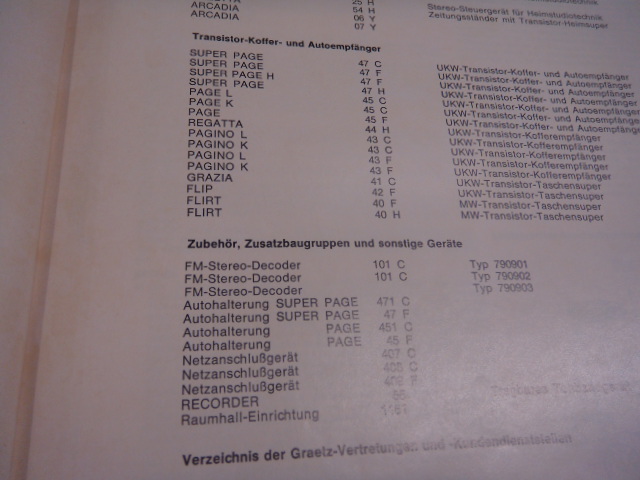 25 H
ARCADIA 54 H Stereo-Steuergerät für Heimstudiotechnik
ARCADIA 06 Y Zeitungsständer mit Transistor-Heimsuper
07 Y
Transistor-Koffer- und Autoempfänger
SUPER PAGE 47 C UKW-Transistor-Koffer- und Autoempfänger
SUPER PAGE 47 F UKW-Transistor-Koffer- und Autoempfänger
SUPER PAGE H 47 F UKW-Transistor-Koffer- und Autoempfänger
SUPER PAGE 47 H UKW-Transistor-Koffer- und Autoempfänger
PAGE L 45 C UKW-Transistor-Koffer- und Autoempfänger
PAGE K 45 C UKW-Transistor-Koffer- und Autoempfänger
PAGE 45 F UKW-Transistor-Koffer- und Autoempfänger
REGATTA 44 H UKW-Transistor-Kofferempfänger
PAGINO L 43 C UKW-Transistor-Kofferempfänger
PAGINO K 43 C UKW-Transistor-Kofferempfänger
PAGINO L 43 F UKW-Transistor-Kofferempfänger
PAGINO K 43 F UKW-Transistor-Kofferempfänger
GRAZIA 41 C UKW-Transistor-Taschensuper
FLIP 42 F UKW-Transistor-Taschensuper
FLIRT 40 F MW-Transistor-Taschensuper
FLIRT 40 H MW-Transistor-Taschensuper
Zubehör, Zusatzbaugruppen und sonstige Geräte
FM-Stereo-Decoder 101 C Typ 790901
FM-Stereo-Decoder 101 C Typ 790902
FM-Stereo-Decoder Typ 790903
Autohalterung SUPER PAGE 471 C
Autohalterung SUPER PAGE 47 F
Autohalterung PAGE 451 C
Autohalterung PAGE 45 F
Netzanschlußgerät 407 C
Netzanschlußgerät 408 C
Netzanschlußgerät 409 F
RECORDER
Raumhall-Einrichtung
Verzeichnis der Graetz-Vertretungen und -Kundendienststellen